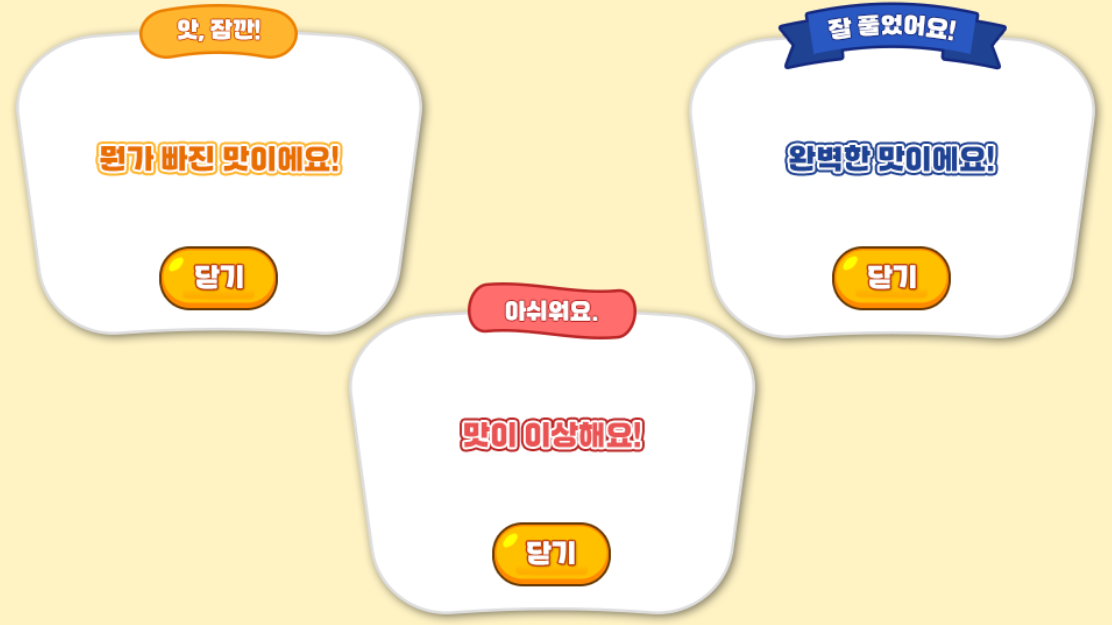 앗, 잠깐!
뭔가 빠진 맛이에요!
닫기
잘 풀었어요!
완벽한 맛이에요!
닫기
아쉬워요.
맛이 이상해요!
닫기